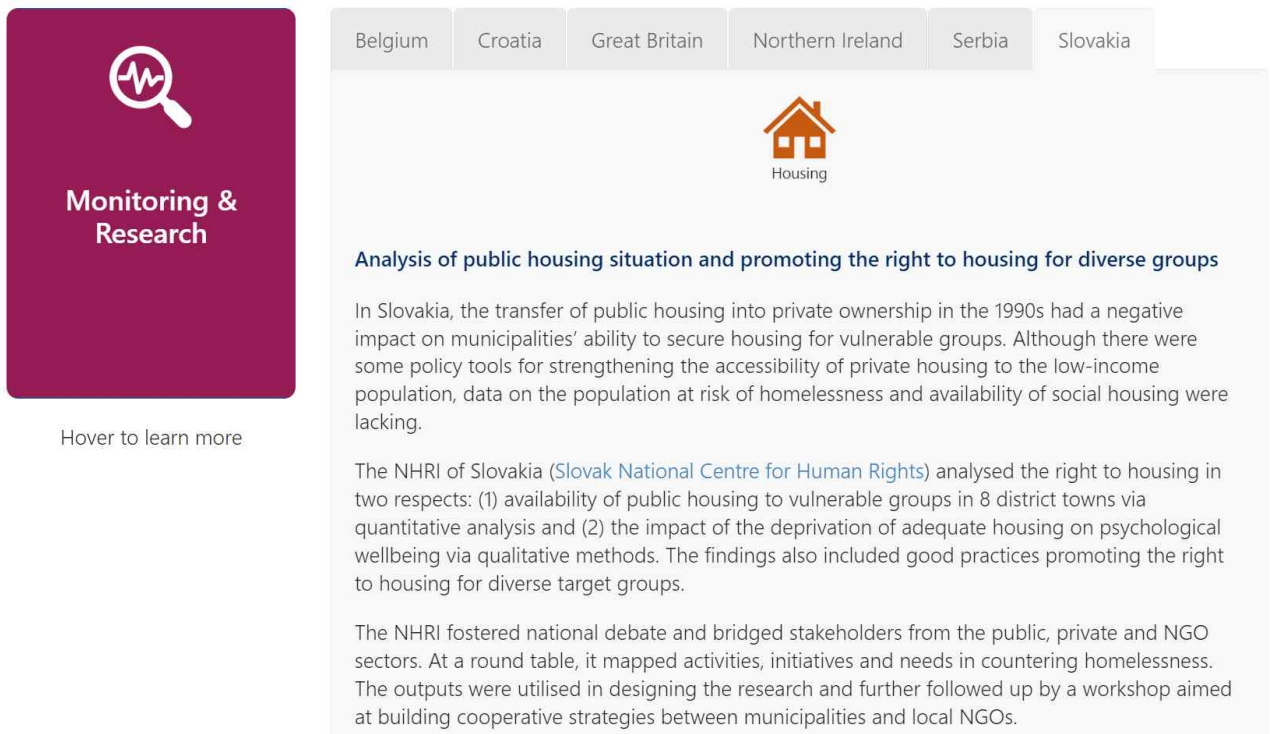 Monitoring &
Research
Hover to learn more
Belgium
Croatia
Great Britain
Northern Ireland
Serbia
Slovakia
Housing
Analysis of public housing situation and promoting the right to housing for diverse groups
In Slovakia, the transfer of public housing into private ownership in the 1990s had a negative
impact on municipalities’ ability to secure housing for vulnerable groups. Although there were
some policy tools for strengthening the accessibility of private housing to the low-income
population, data on the population at risk of homelessness and availability of social housing were
lacking.
The NHRI of Slovakia (Slovak National Centre for Human Rights) analysed the right to housing in
two respects: (1) availability of public housing to vulnerable groups in 8 district towns via
quantitative analysis and (2) the impact of the deprivation of adequate housing on psychological
wellbeing via qualitative methods. The findings also included good practices promoting the right
to housing for diverse target groups.
The NHRI fostered national debate and bridged stakeholders from the public, private and NGO
sectors. At a round table, it mapped activities, initiatives and needs in countering homelessness.
The outputs were utilised in designing the research and further followed up by a workshop aimed
at building cooperative strategies between municipalities and local NGOs.